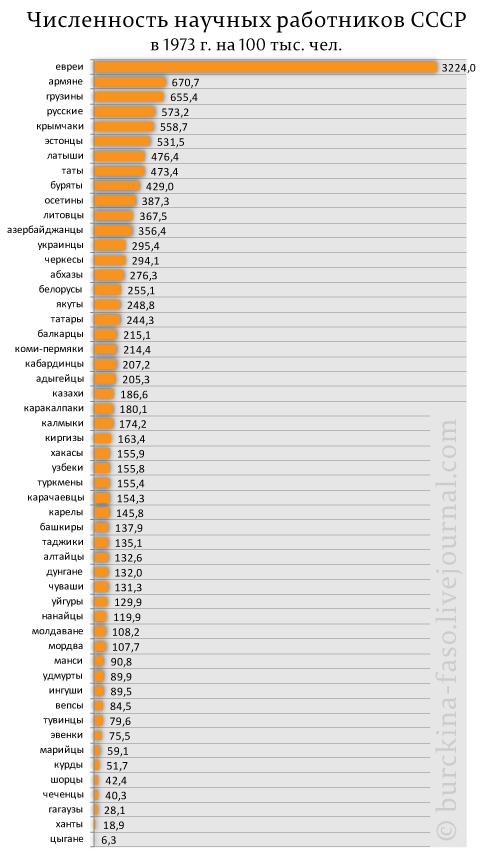 Численность научных работников СССР
в 1973 г. на 100 тыс. чел.
евреи 3224,0
армяне 670,7
грузины 655,4
русские 573,2
крымчаки 558,7
эстонцы 531,5
латыши 476,4
таты 473,4
буряты 429,0
осетины 387,3
литовцы 367,5
азербайджанцы 356,4
украинцы 295,4
черкесы 294,1
абхазы 276,3
белорусы 255,1
якуты 248,8
татары 244,3
балкарцы 215,1
коми-пермяки 214,4
кабардинцы 207,2
адыгейцы 205,3
казахи 186,6
каракалпаки 180,1
калмыки 174,2
киргизы 163,4
хакасы 155,9
узбеки 155,8
туркмены 155,4
карачаевцы 154,3
карелы 145,8
башкиры 137,9
таджики 135,1
алтайцы 132,6
дунгане 132,0
чуваши 131,3
уйгуры 129,9
нанайцы 119,9
молдаване 108,2
мордва 107,7
манси 90,8
удмурты 89,9
ингуши 89,5
вепсы 84,5
тувинцы 79,6
эвенки 75,5
марийцы 59,1
курды 51,7
шорцы 42,4
чеченцы 40,3
гагаузы 28,1
ханты 18,9
цыгане 6,3
© burckina-faso.livejournal.com